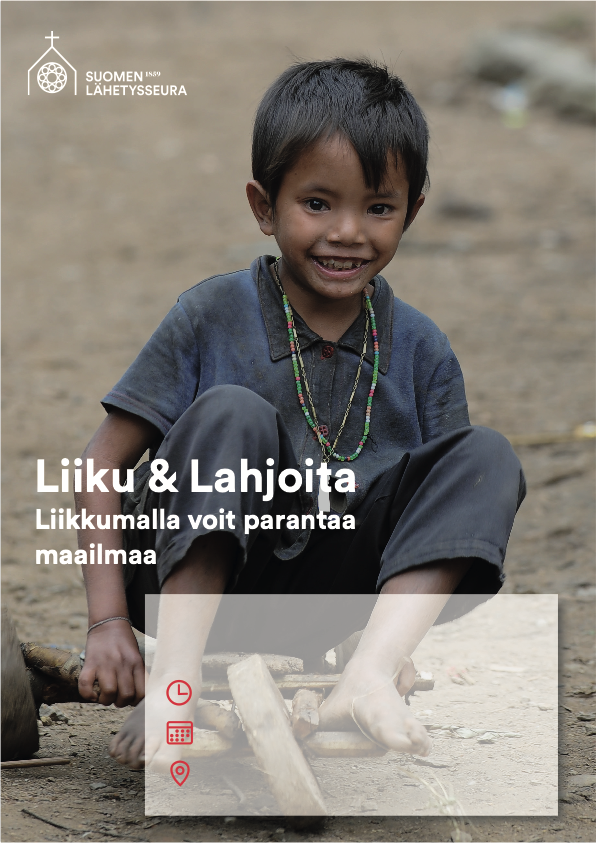 SUOMEN 1859
LÄHETYSSEURA
Liiku & Lahjoita
Liikkumalla voit parantaa
maailmaa